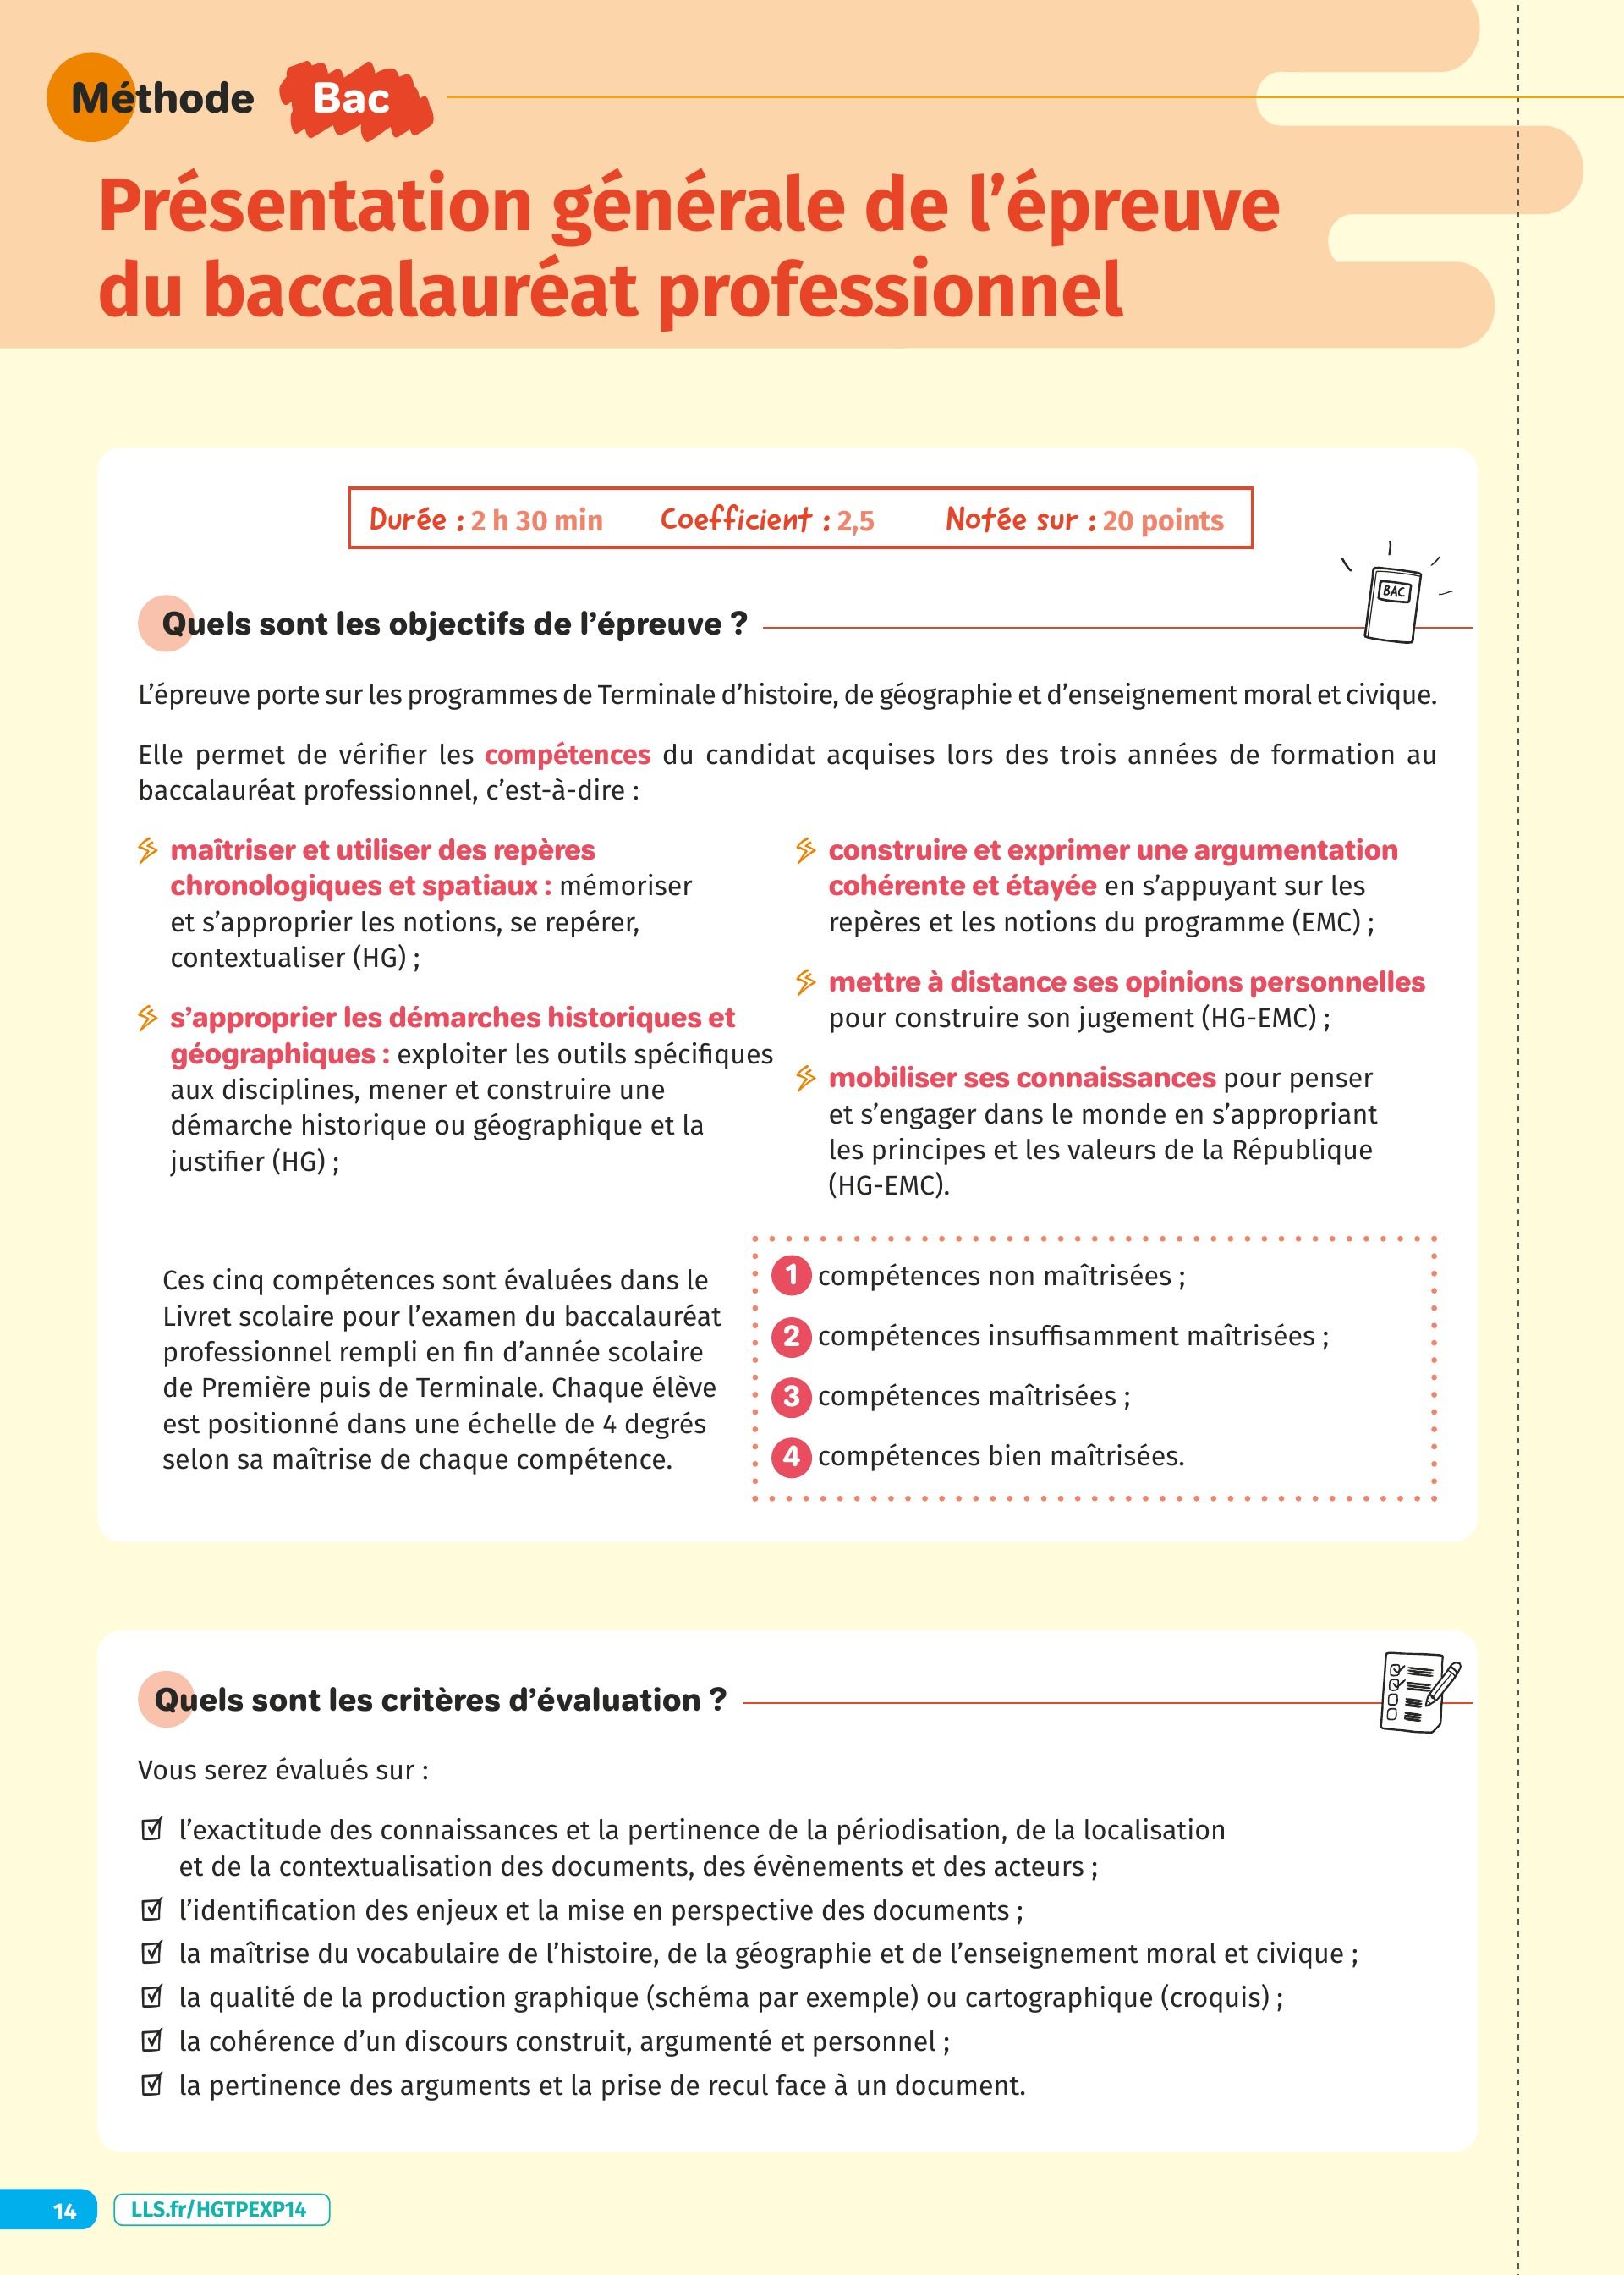 Méthode Bac
Présentation générale de l’épreuve
du baccalauréat professionnel
Durée : 2 h 30 min Coefficient : 2,5 Notée sur : 20 points
BAC
Quels sont les objectifs de l’épreuve ?
L’épreuve porte sur les programmes de Terminale d’histoire, de géographie et d’enseignement moral et civique.
Elle permet de vérifier les compétences du candidat acquises lors des trois années de formation au
baccalauréat professionnel, c’est-à-dire :
maîtriser et utiliser des repères
chronologiques et spatiaux : mémoriser
et s’approprier les notions, se repérer,
contextualiser (HG) ;
s’approprier les démarches historiques et
géographiques : exploiter les outils spécifiques
aux disciplines, mener et construire une
démarche historique ou géographique et la
justifier (HG) ;
construire et exprimer une argumentation
cohérente et étayée en s’appuyant sur les
repères et les notions du programme (EMC) ;
mettre à distance ses opinions personnelles
pour construire son jugement (HG-EMC) ;
mobiliser ses connaissances pour penser
et s’engager dans le monde en s’appropriant
les principes et les valeurs de la République
(HG-EMC).
Ces cinq compétences sont évaluées dans le
Livret scolaire pour l’examen du baccalauréat
professionnel rempli en fin d’année scolaire
de Première puis de Terminale. Chaque élève
est positionné dans une échelle de 4 degrés
selon sa maîtrise de chaque compétence.
1 compétences non maîtrisées ;
2 compétences insuffisamment maîtrisées ;
3 compétences maîtrisées ;
4 compétences bien maîtrisées.
Quels sont les critères d’évaluation ?
Vous serez évalués sur :
l’exactitude des connaissances et la pertinence de la périodisation, de la localisation
et de la contextualisation des documents, des évènements et des acteurs ;
l’identification des enjeux et la mise en perspective des documents ;
la maîtrise du vocabulaire de l’histoire, de la géographie et de l’enseignement moral et civique ;
la qualité de la production graphique (schéma par exemple) ou cartographique (croquis) ;
la cohérence d’un discours construit, argumenté et personnel ;
la pertinence des arguments et la prise de recul face à un document.
14 LLS.fr/HGTPEXP14